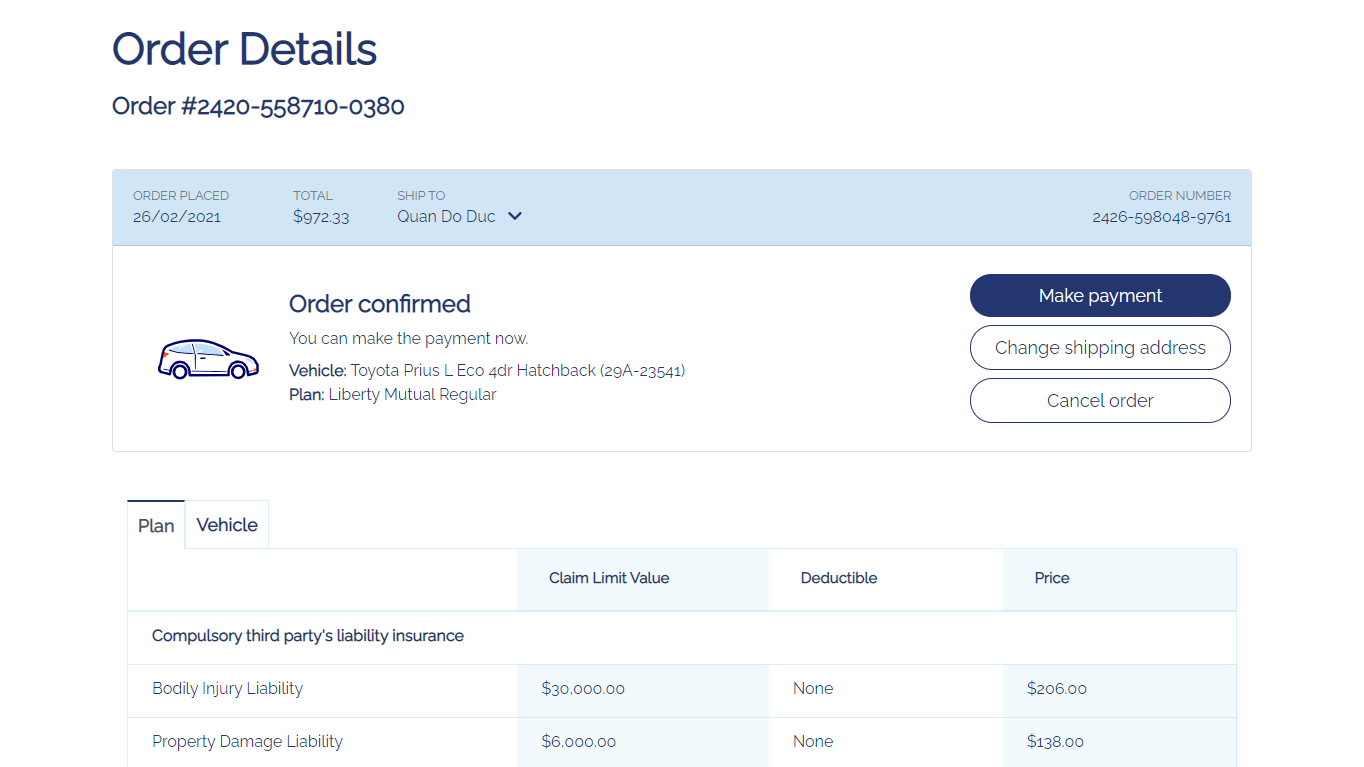 Order Details
Order #2420-558710-0380
ORDER PLACED TOTAL SHIP TO ORDER NUMBER
26/02/2021 $972.33 Quan Do Duc 2426-598048-9761
Order confirmed
You can make the payment now.
Vehicle: Toyota Prius L Eco 4dr Hatchback (29A-23541)
Plan: Liberty Mutual Regular
Make payment
Change shipping address
Cancel order
Plan Vehicle
Claim Limit Value Deductible Price
Compulsory third party's liability insurance
Bodily Injury Liability $30,000.00 None $206.00
Property Damage Liability $6,000.00 None $138.00